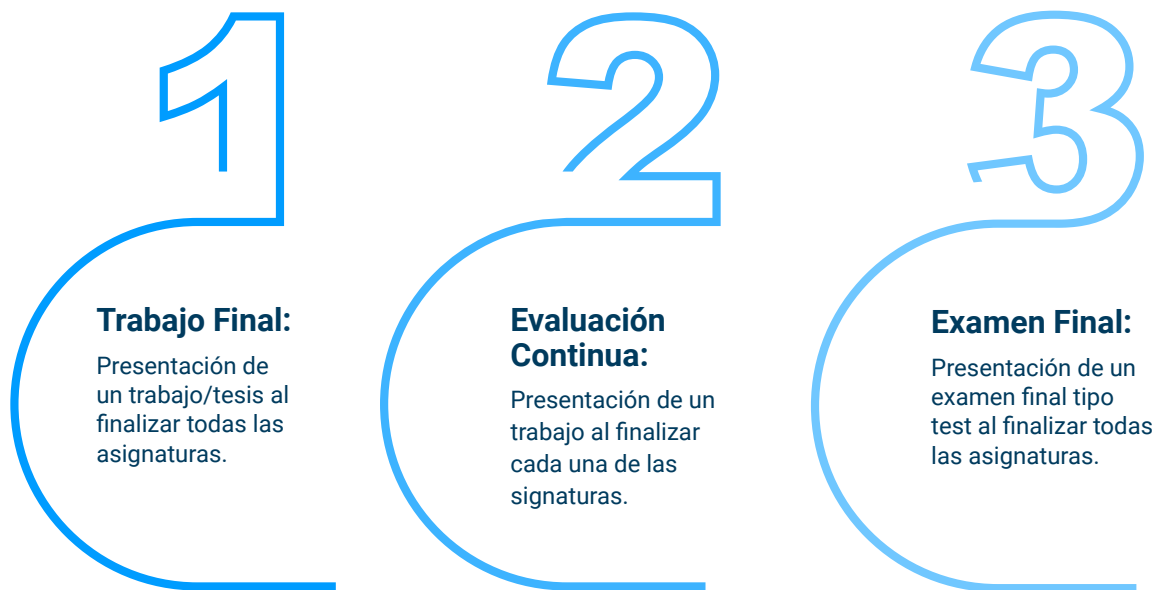 1
Trabajo Final:
Presentación de
un trabajo/tesis al
finalizar todas las
asignaturas.
2
Evaluación
Continua:
Presentación de un
trabajo al finalizar
cada una de las
signaturas.
3
Examen Final:
Presentación de un
examen final tipo
test al finalizar todas
las asignaturas.